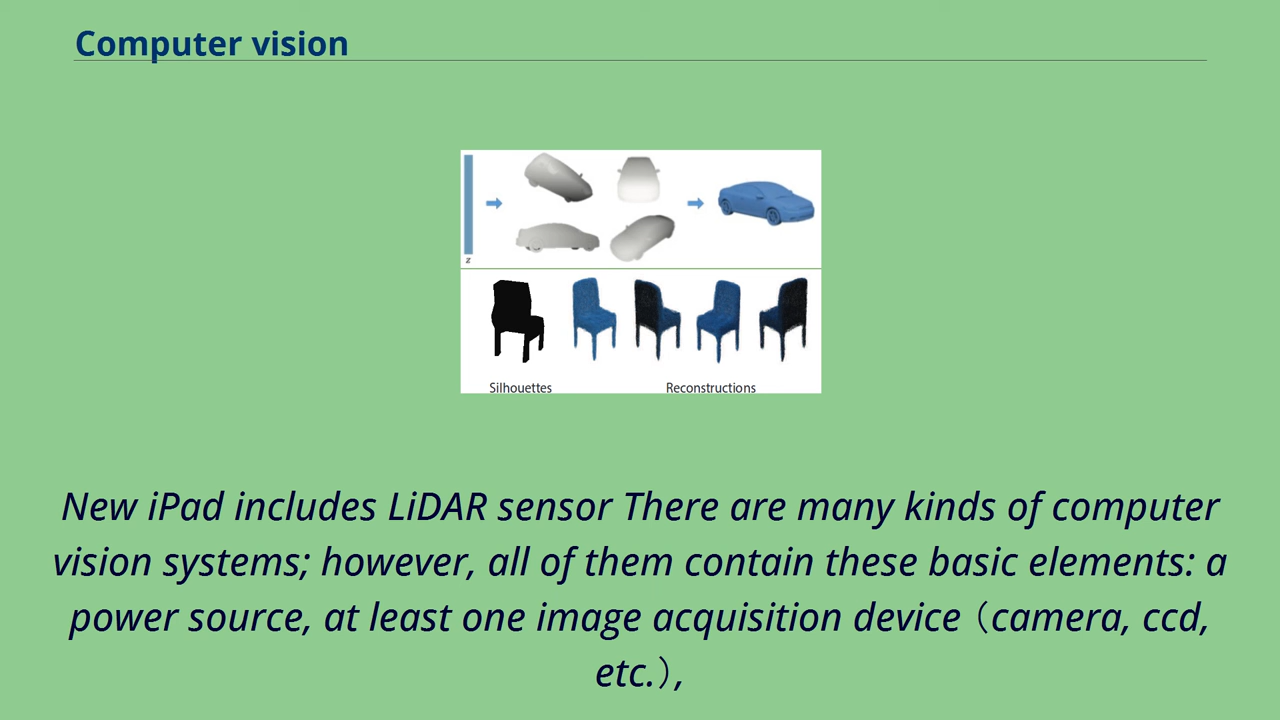 Computer vision
z
Silhouettes
Reconstructions
New iPad includes LiDAR sensor There are many kinds of computer
vision systems; however, all of them contain these basic elements: a
power source, at least one image acquisition device（camera, ccd,
etc.）,